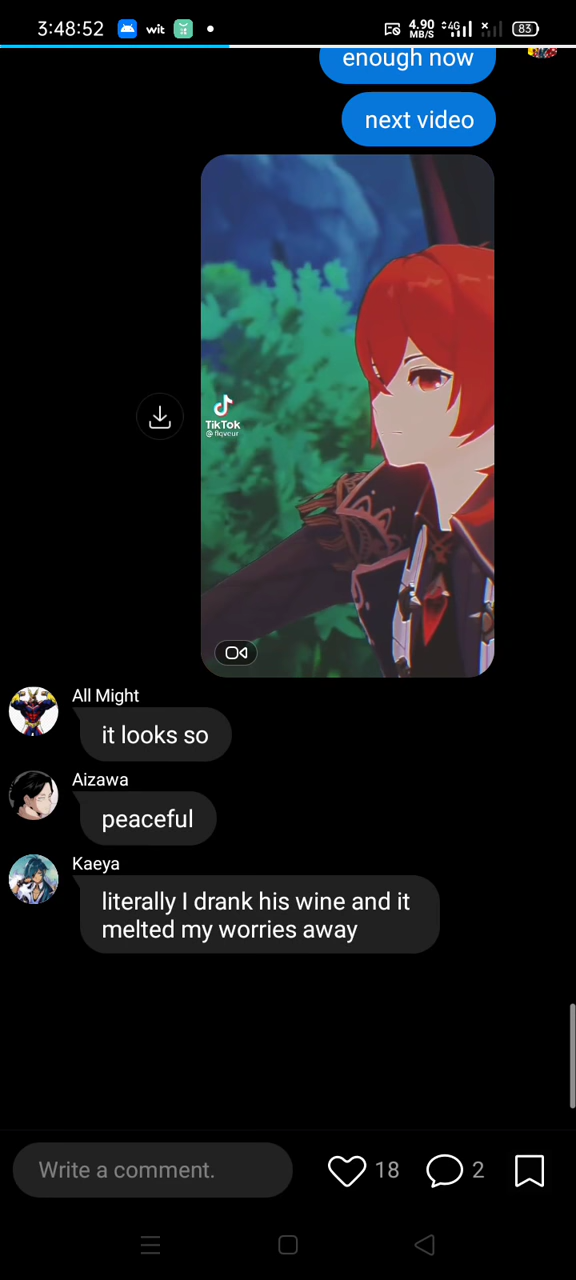 3:48:52
wit
4.90
MB/S
4G
83
enough now
next video
TikTok
@flqveur
All Might
it looks so
Aizawa
peaceful
Kaeya
literally I drank his wine and it
melted my worries away
Write a comment.
18
2